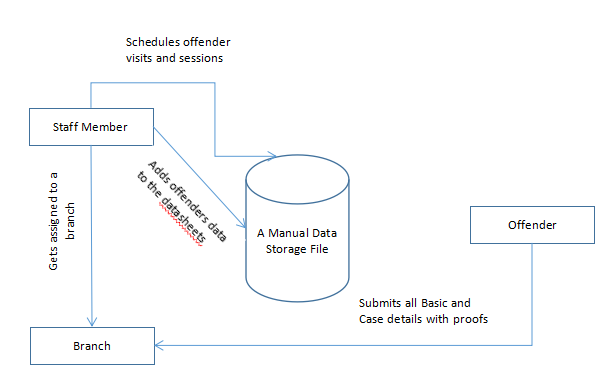 Schedules offender
visits and sessions
Staff Member
Adds offenders data
to the datasheets
Gets assigned to a
branch
A Manual Data
Storage File
Offender
Submits all Basic and
Case details with proofs
Branch